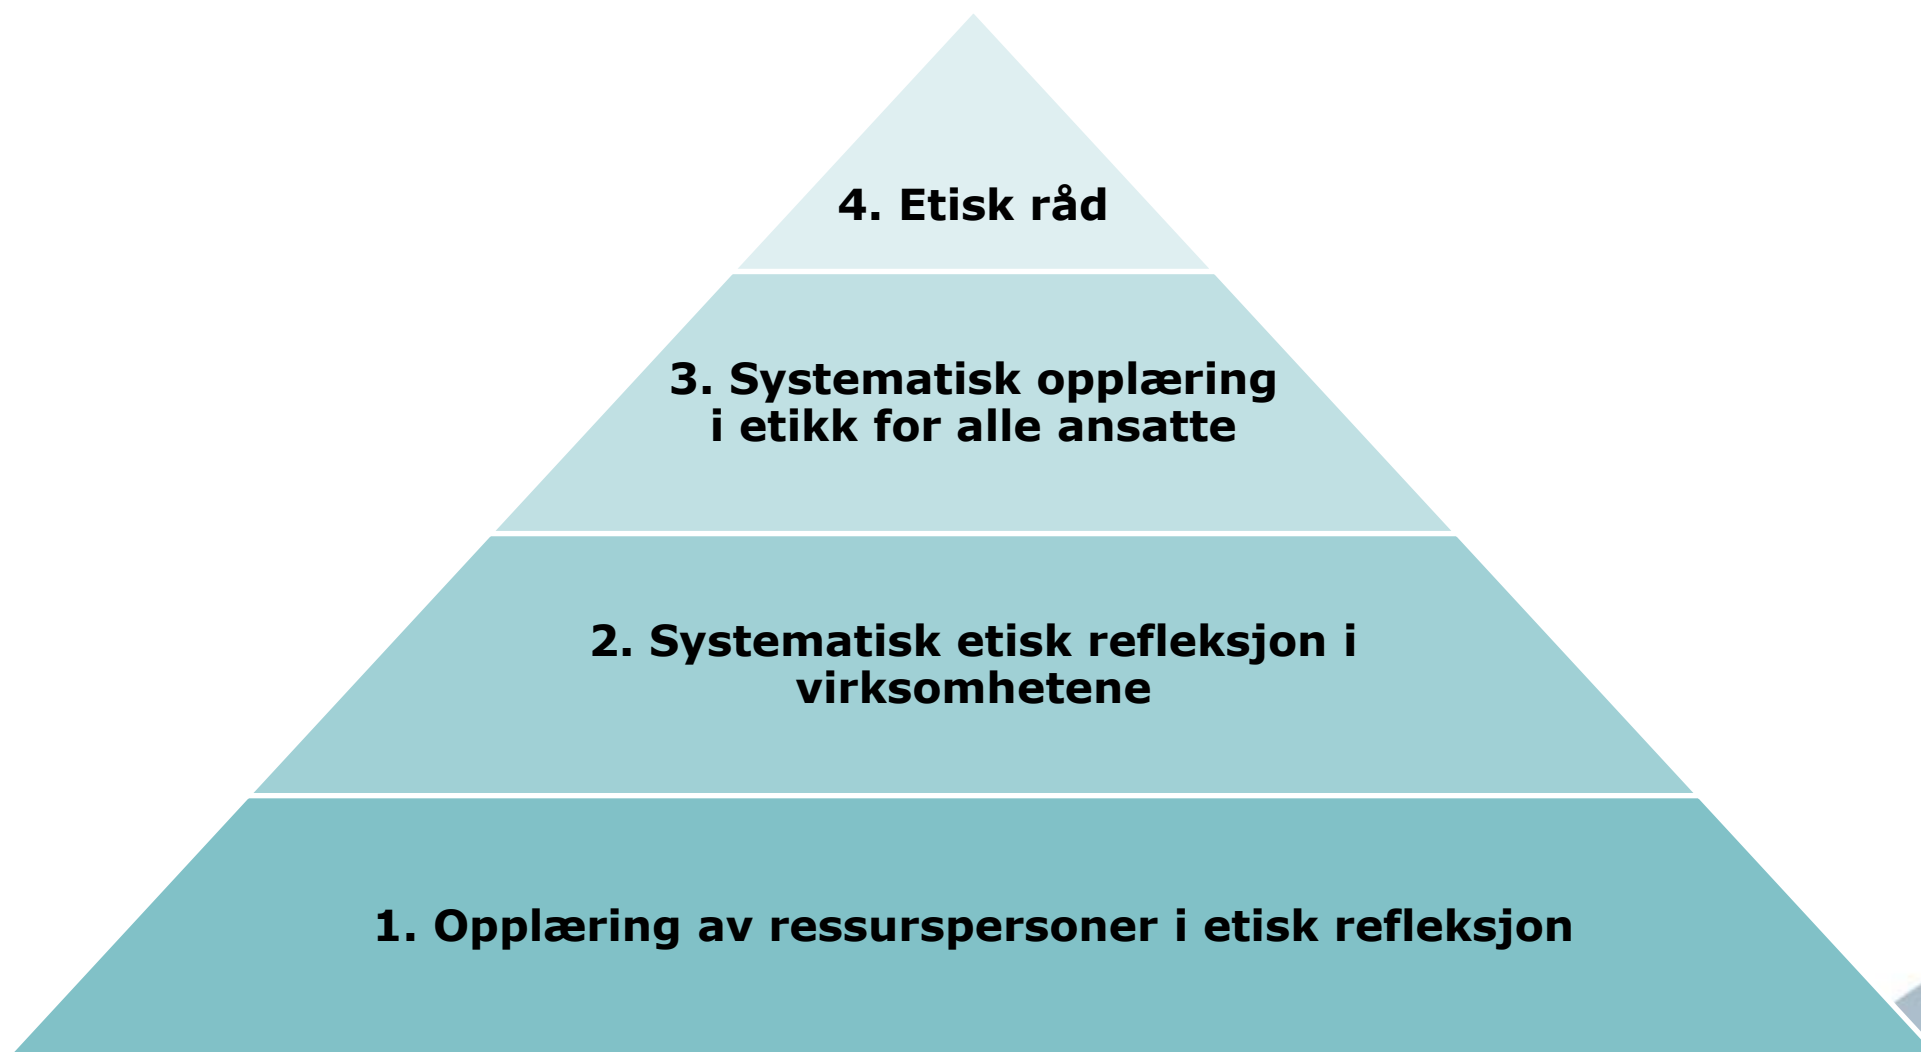 4. Etisk råd
3. Systematisk opplæring
i etikk for alle ansatte
2. Systematisk etisk refleksjon i
virksomhetene
1. Opplæring av ressurspersoner i etisk refleksjon